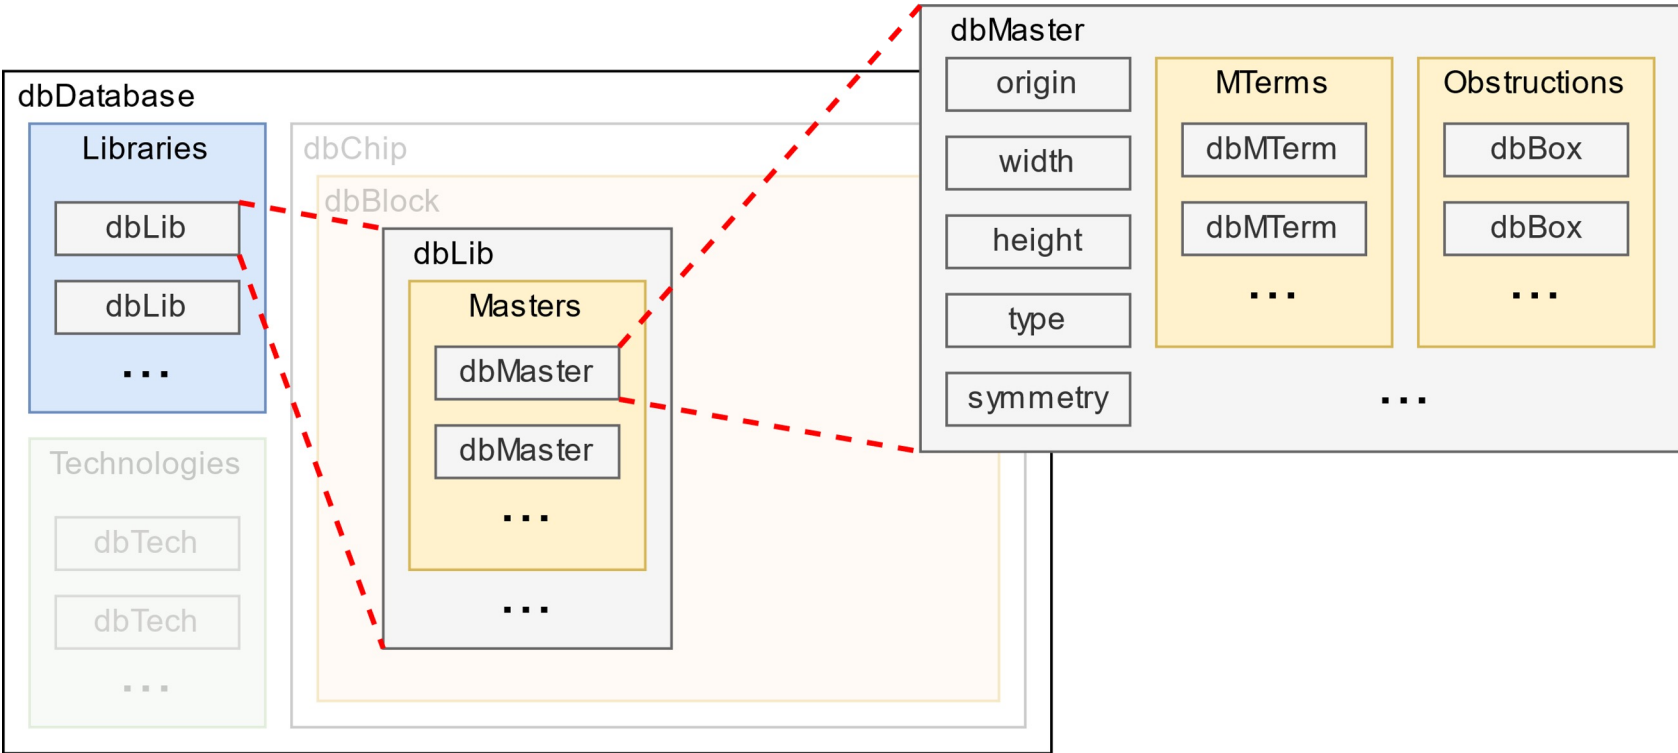 dbDatabase
Libraries
dbLib
dbLib
...
Technologies
dbTech
dbTech
...
dbChip
dbBlock
dbLib
Masters
dbMaster
dbMaster
...
...
dbMaster
origin
width
height
type
symmetry
MTerms
dbMTerm
dbMTerm
...
Obstructions
dbBox
dbBox
...
...